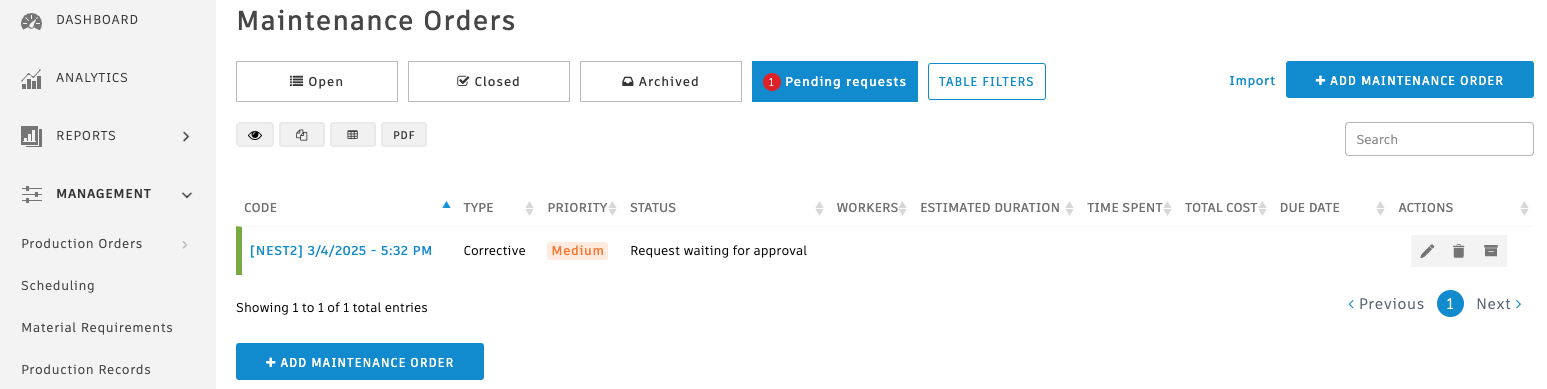 DASHBOARD
ANALYTICS
REPORTS
MANAGEMENT
Production Orders
Scheduling
Material Requirements
Production Records
Maintenance Orders
Open
Closed
Archived
1 Pending requests
TABLE FILTERS
Import
+ ADD MAINTENANCE ORDER
PDF
Search
CODE TYPE PRIORITY STATUS WORKERS ESTIMATED DURATION TIME SPENT TOTAL COST DUE DATE ACTIONS
[NEST2] 3/4/2025 - 5:32 PM Corrective Medium Request waiting for approval
Showing 1 to 1 of 1 total entries
‹ Previous 1 Next ›
+ ADD MAINTENANCE ORDER